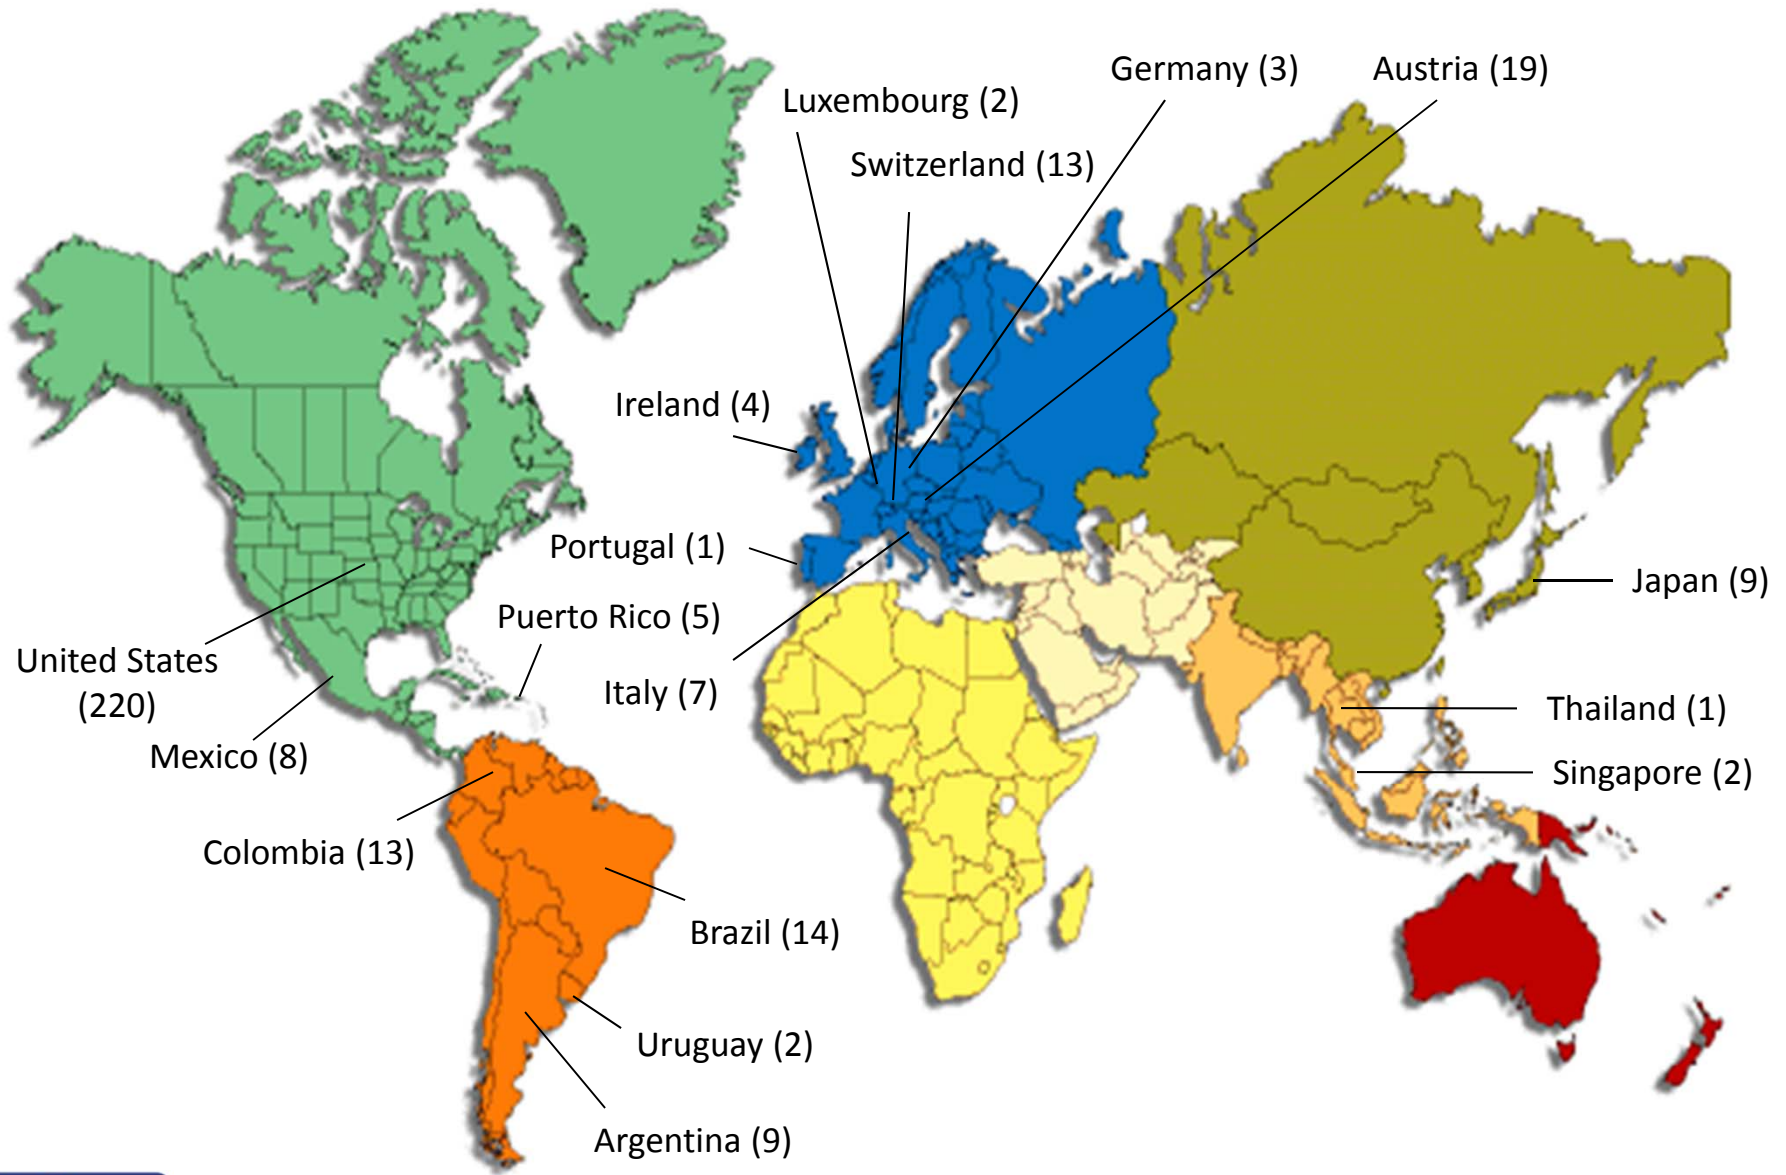 Germany (3)
Austria (19)
Luxembourg (2)
Switzerland (13)
Ireland (4)
Portugal (1)
Japan (9)
Puerto Rico (5)
United States
(220)
Italy (7)
Thailand (1)
Mexico (8)
Singapore (2)
Colombia (13)
Brazil (14)
Uruguay (2)
Argentina (9)